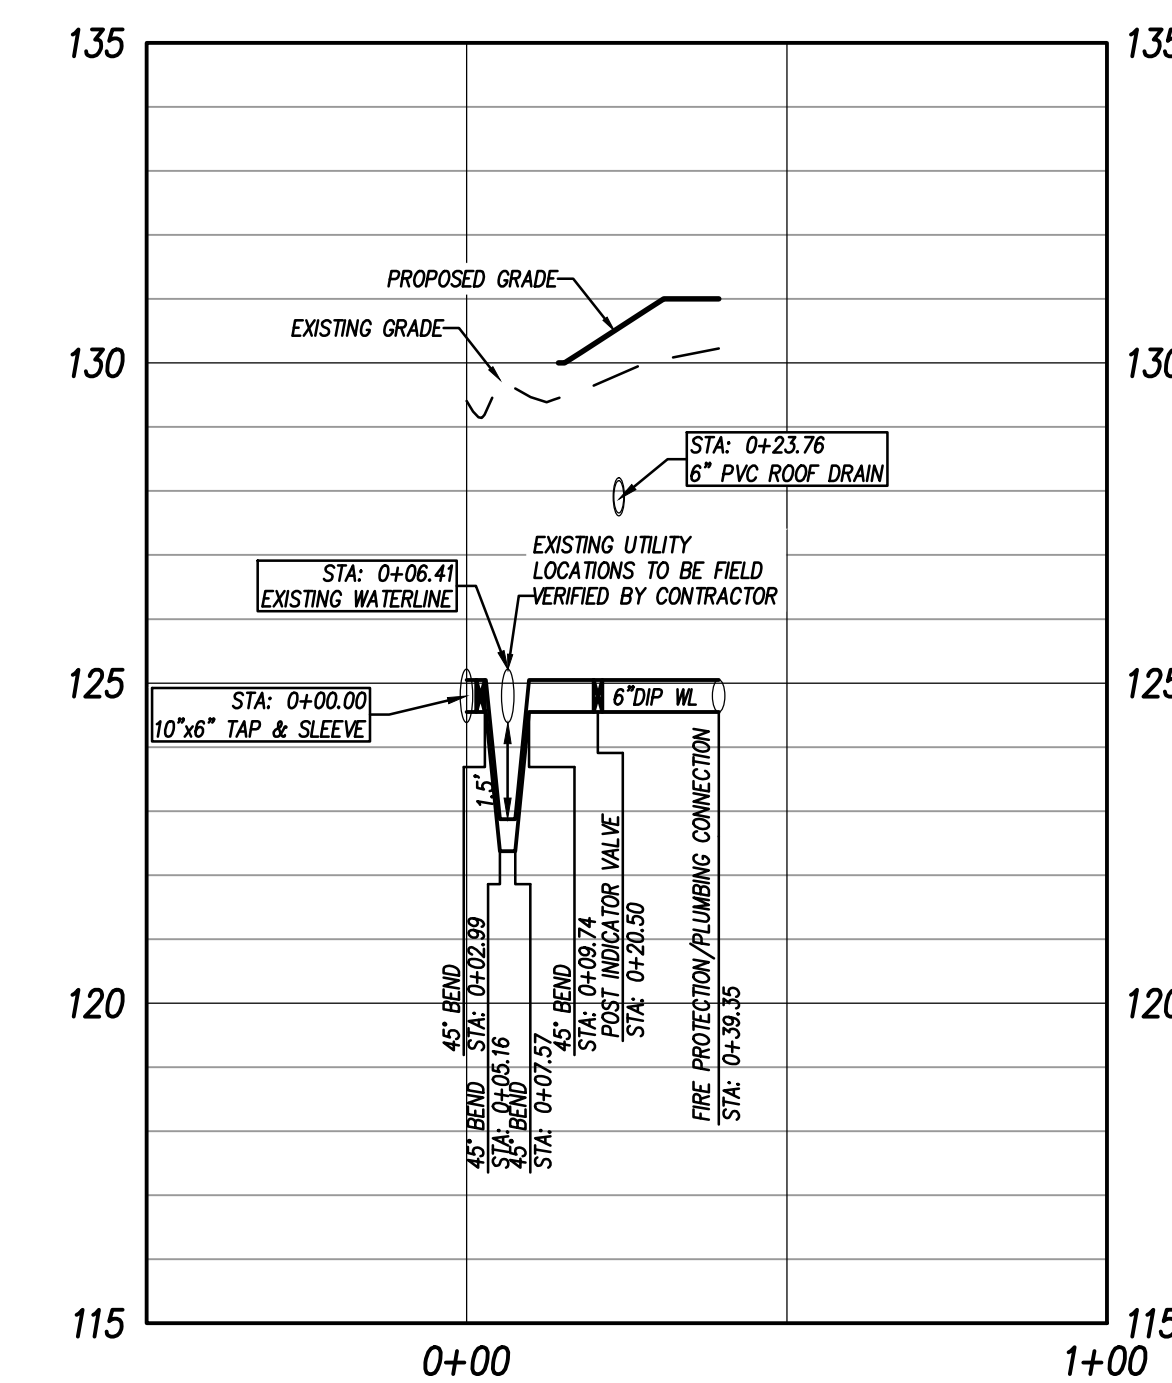 135
135
PROPOSED GRADE
EXISTING GRADE
130
130
STA: 0+23.76
6" PVC ROOF DRAIN
EXISTING UTILITY
LOCATIONS TO BE FIELD
VERIFIED BY CONTRACTOR
STA: 0+06.41
EXISTING WATERLINE
125
125
6"DIP WL
STA: 0+00.00
10"x6" TAP & SLEEVE
1.5'
45° BEND
STA: 0+02.99
45° BEND
STA: 0+05.16
45° BEND
STA: 0+07.57
45° BEND
STA: 0+09.74
POST INDICATOR VALVE
STA: 0+20.50
FIRE PROTECTION/PLUMBING CONNECTION
STA: 0+39.35
120
120
115
115
0+00
1+00